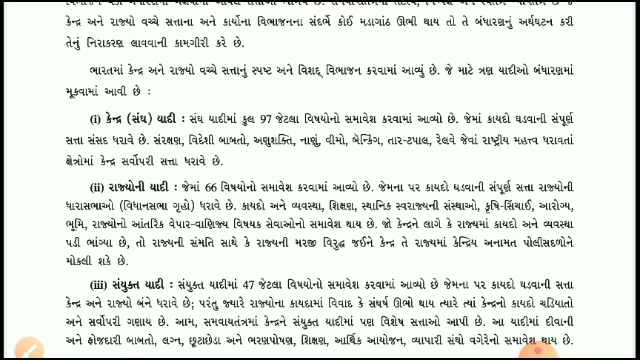 કેન્દ્ર અને રાજ્યો વચ્ચે સત્તાના અને કાર્યોના વિભાજનના સંદર્ભે કોઈ મડાગાંઠ ઊભી થાય તો તે બંધારણનું અર્થઘટન કરી
તેનું નિરાકરણ લાવવાની કામગીરી કરે છે.
ભારતમાં કેન્દ્ર અને રાજ્યો વચ્ચે સત્તાનું સ્પષ્ટ અને વિશદ્ વિભાજન કરવામાં આવ્યું છે. જે માટે ત્રણ યાદીઓ બંધારણમાં
મૂકવામાં આવી છે :
(i) કેન્દ્ર (સંઘ) યાદી : સંઘ યાદીમાં કુલ 97 જેટલા વિષયોનો સમાવેશ કરવામાં આવ્યો છે. જેમાં કાયદો ઘડવાની સંપૂર્ણ
સત્તા સંસદ ધરાવે છે. સંરક્ષણ, વિદેશી બાબતો, અણુશક્તિ, નાણું, વીમો, બૅન્કિંગ, તાર-ટપાલ, રેલવે જેવાં રાષ્ટ્રીય મહત્ત્વ ધરાવતાં
ક્ષેત્રોમાં કેન્દ્ર સર્વોપરી સત્તા ધરાવે છે.
(ii) રાજ્યોની યાદી : જેમાં 66 વિષયોનો સમાવેશ કરવામાં આવ્યો છે. જેમના પર કાયદો ઘડવાની સંપૂર્ણ સત્તા રાજ્યોની
ધારાસભાઓ (વિધાનસભા ગૃહો) ધરાવે છે. કાયદો અને વ્યવસ્થા, શિક્ષણ, સ્થાનિક સ્વરાજ્યની સંસ્થાઓ, કૃષિ-સિંચાઈ, આરોગ્ય,
ભૂમિ, રાજ્યોનો આંતરિક વેપાર-વાણિજ્ય વિષયક સેવાઓનો સમાવેશ થાય છે. જો કેન્દ્રને લાગે કે રાજ્યમાં કાયદો અને વ્યવસ્થા
પડી ભાંગ્યા છે, તો રાજ્યની સંમતિ સાથે કે રાજ્યની મરજી વિરુદ્ધ જઈને કેન્દ્ર તે રાજ્યમાં કેન્દ્રિય અનામત પોલીસદળોને
મોકલી શકે છે.
(iii) સંયુક્ત યાદી : સંયુક્ત યાદીમાં 47 જેટલા વિષયોનો સમાવેશ કરવામાં આવ્યો છે જેમના પર કાયદો ઘડવાની સત્તા
કેન્દ્ર અને રાજ્યો બંને ધરાવે છે; પરંતુ જ્યારે રાજ્યોના કાયદામાં વિવાદ કે સંઘર્ષ ઊભો થાય ત્યારે ત્યાં કેન્દ્રનો કાયદો ચડિયાતો
અને સર્વોપરી ગણાય છે. આમ, સમવાયતંત્રમાં કેન્દ્રને સંયુક્ત યાદીમાં પણ વિશેષ સત્તાઓ આપી છે. આ યાદીમાં દીવાની
અને ફોજદારી બાબતો, લગ્ન, છૂટાછેડા અને ભરણપોષણ, શિક્ષણ, આર્થિક આયોજન, વ્યાપારી સંઘો વગેરેનો સમાવેશ થાય છે.